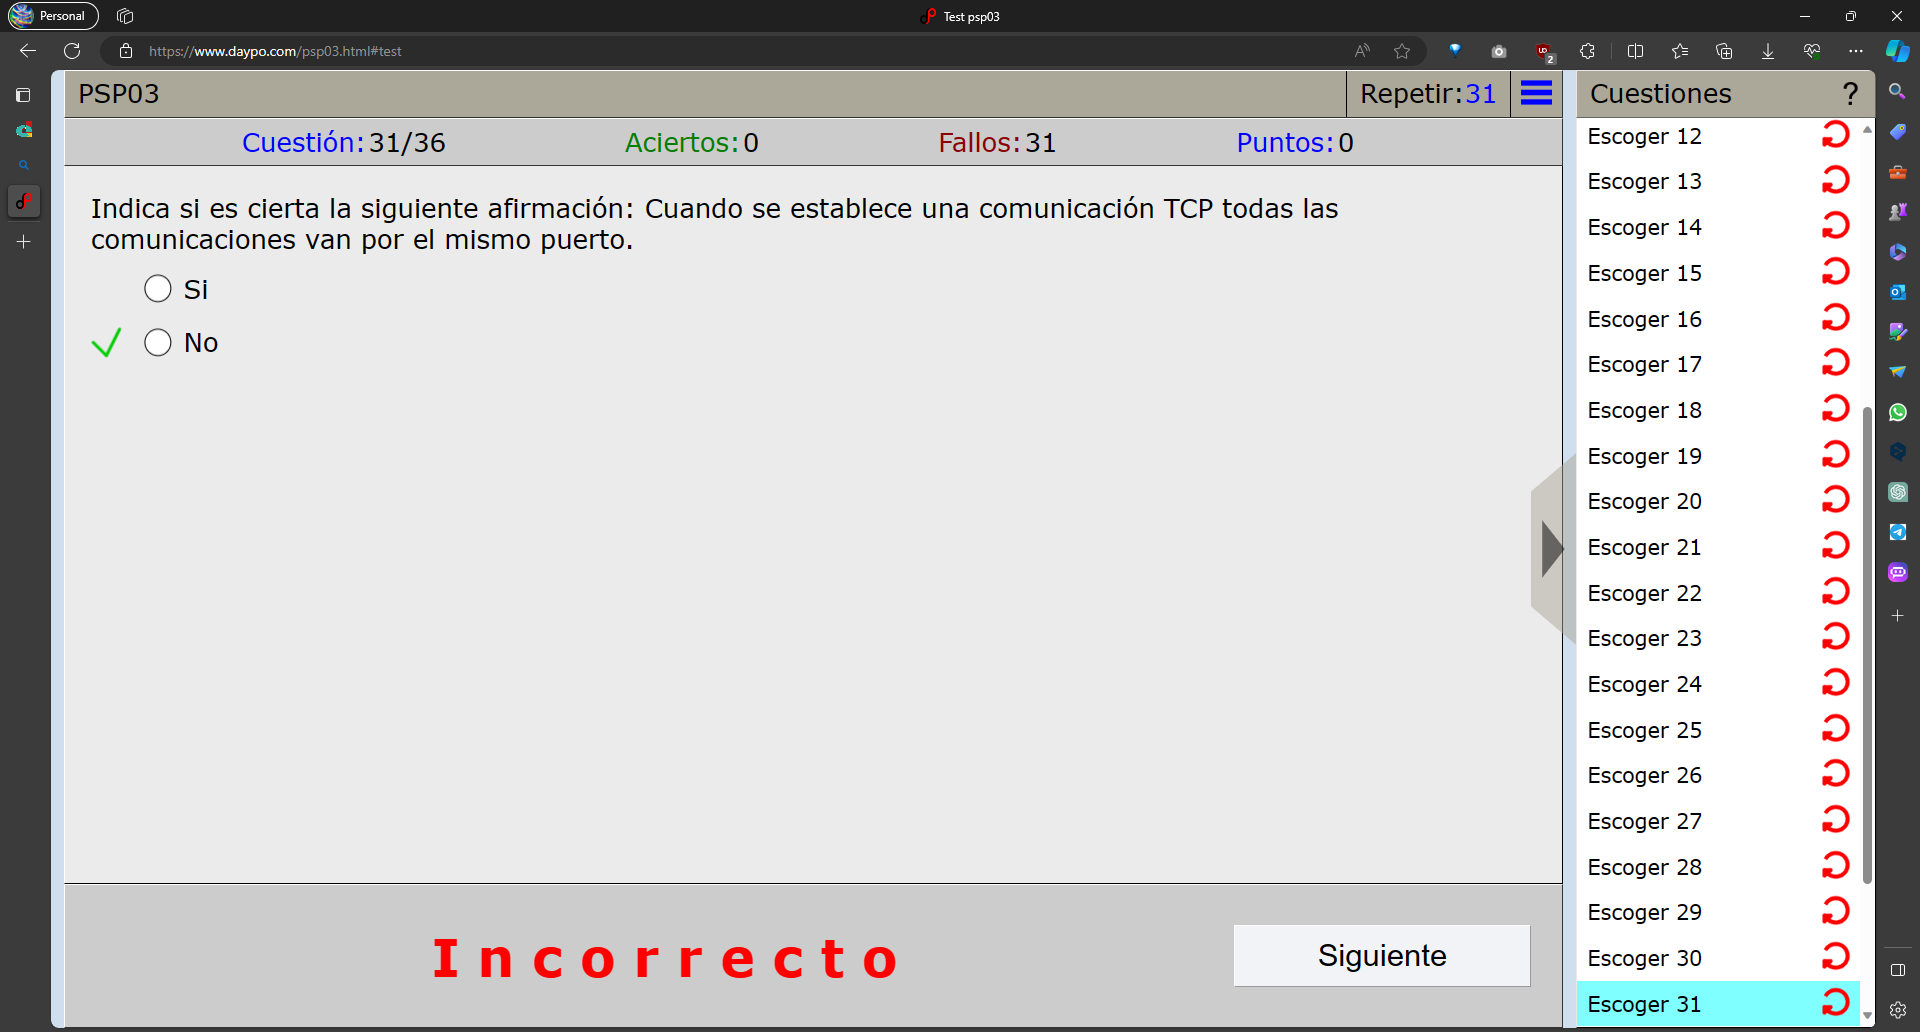 Personal
Test psp03
https://www.daypo.com/psp03.html#test
2
PSP03
Repetir:31
Cuestiones
?
Cuestión:31/36
Aciertos:0
Fallos:31
Puntos:0
Indica si es cierta la siguiente afirmación: Cuando se establece una comunicación TCP todas las
comunicaciones van por el mismo puerto.
Si
No
Incorrecto
Siguiente
Escoger 12
Escoger 13
Escoger 14
Escoger 15
Escoger 16
Escoger 17
Escoger 18
Escoger 19
Escoger 20
Escoger 21
Escoger 22
Escoger 23
Escoger 24
Escoger 25
Escoger 26
Escoger 27
Escoger 28
Escoger 29
Escoger 30
Escoger 31